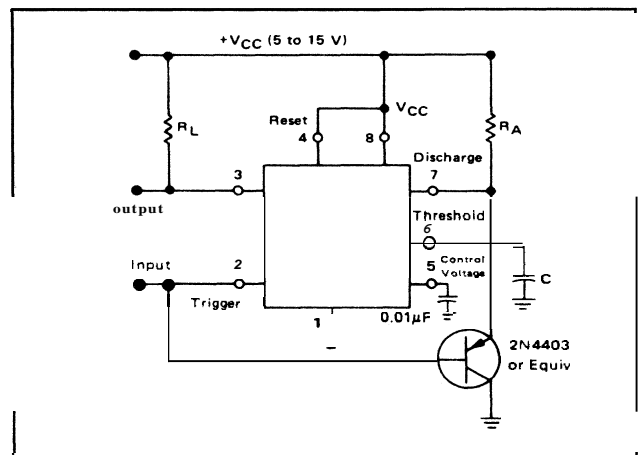 +VCC (5 to 15 V)
VCC
Reset
RL
4
8
RA
Discharge
3
7
output
Threshold
6
Input
2
5
Control
Voltage
C
Trigger
1
0.01µF
2N4403
or Equiv